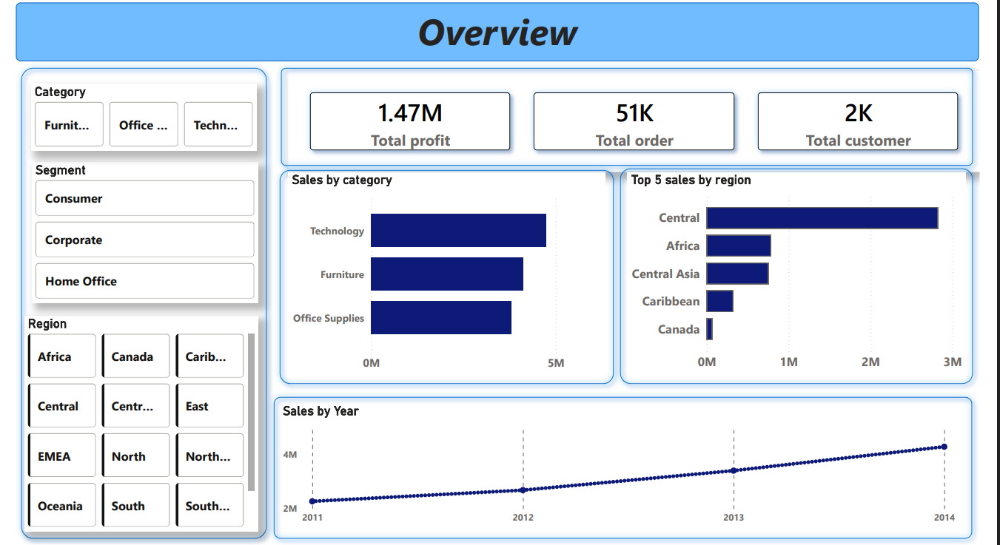 Overview
Category
Furnit...
Office ...
Techn...
Segment
Consumer
Corporate
Home Office
Region
Africa
Canada
Carib...
Central
Centr...
East
EMEA
North
North...
Oceania
South
South...
1.47M
Total profit
51K
Total order
2K
Total customer
Sales by category
Technology
Furniture
Office Supplies
0M
5M
Top 5 sales by region
Central
Africa
Central Asia
Caribbean
Canada
0M
1M
2M
3M
Sales by Year
4M
2M
2011
2012
2013
2014